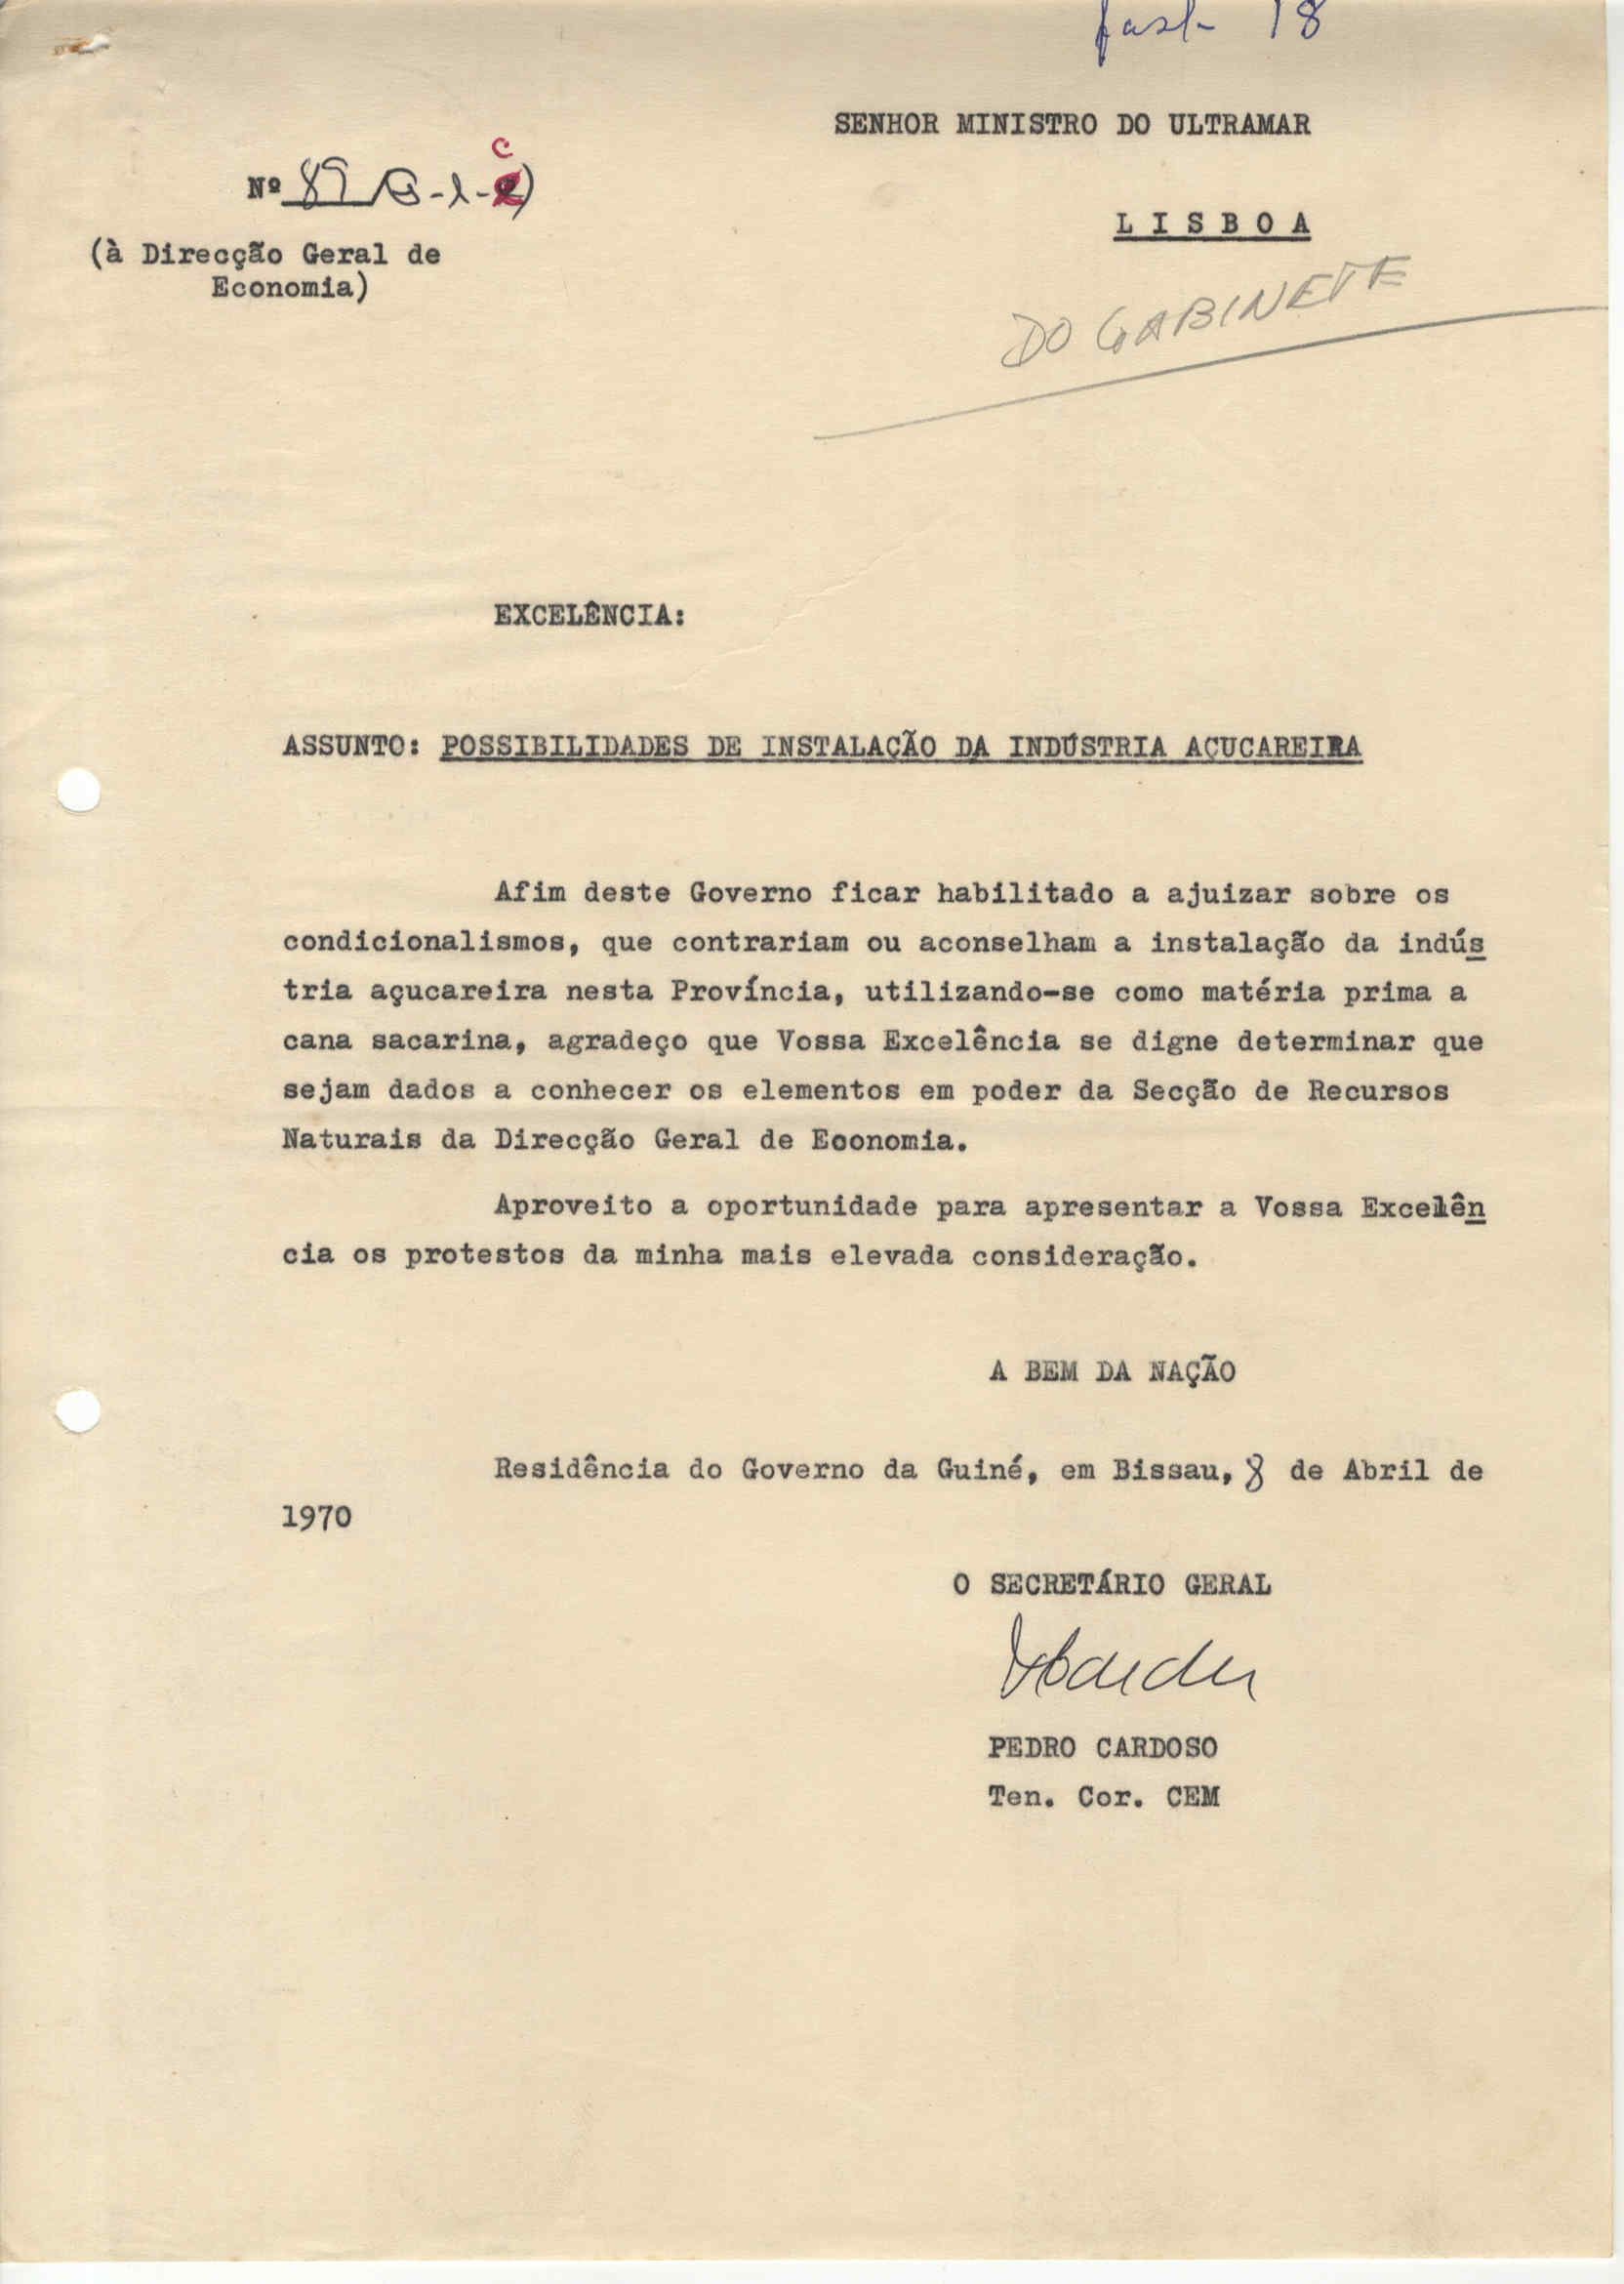 18
SENHOR MINISTRO DO ULTRAMAR
C
Nº 89
(à Direcção Geral de
Economia)
L I S B O A
DO GABINETE
EXCELÊNCIA:
ASSUNTO: POSSIBILIDADES DE INSTALAÇÃO DA INDÚSTRIA AÇUCAREIRA
Afim deste Governo ficar habilitado a ajuizar sobre os
condicionalismos, que contrariam ou aconselham a instalação da indús
tria açucareira nesta Província, utilizando-se como matéria prima a
cana sacarina, agradeço que Vossa Excelência se digne determinar que
sejam dados a conhecer os elementos em poder da Secção de Recursos
Naturais da Direcção Geral de Economia.
Aproveito a oportunidade para apresentar a Vossa Excelên
cia os protestos da minha mais elevada consideração.
A BEM DA NAÇÃO
Residência do Governo da Guiné, em Bissau, 8 de Abril de
1970
O SECRETÁRIO GERAL
PEDRO CARDOSO
Ten. Cor. CEM